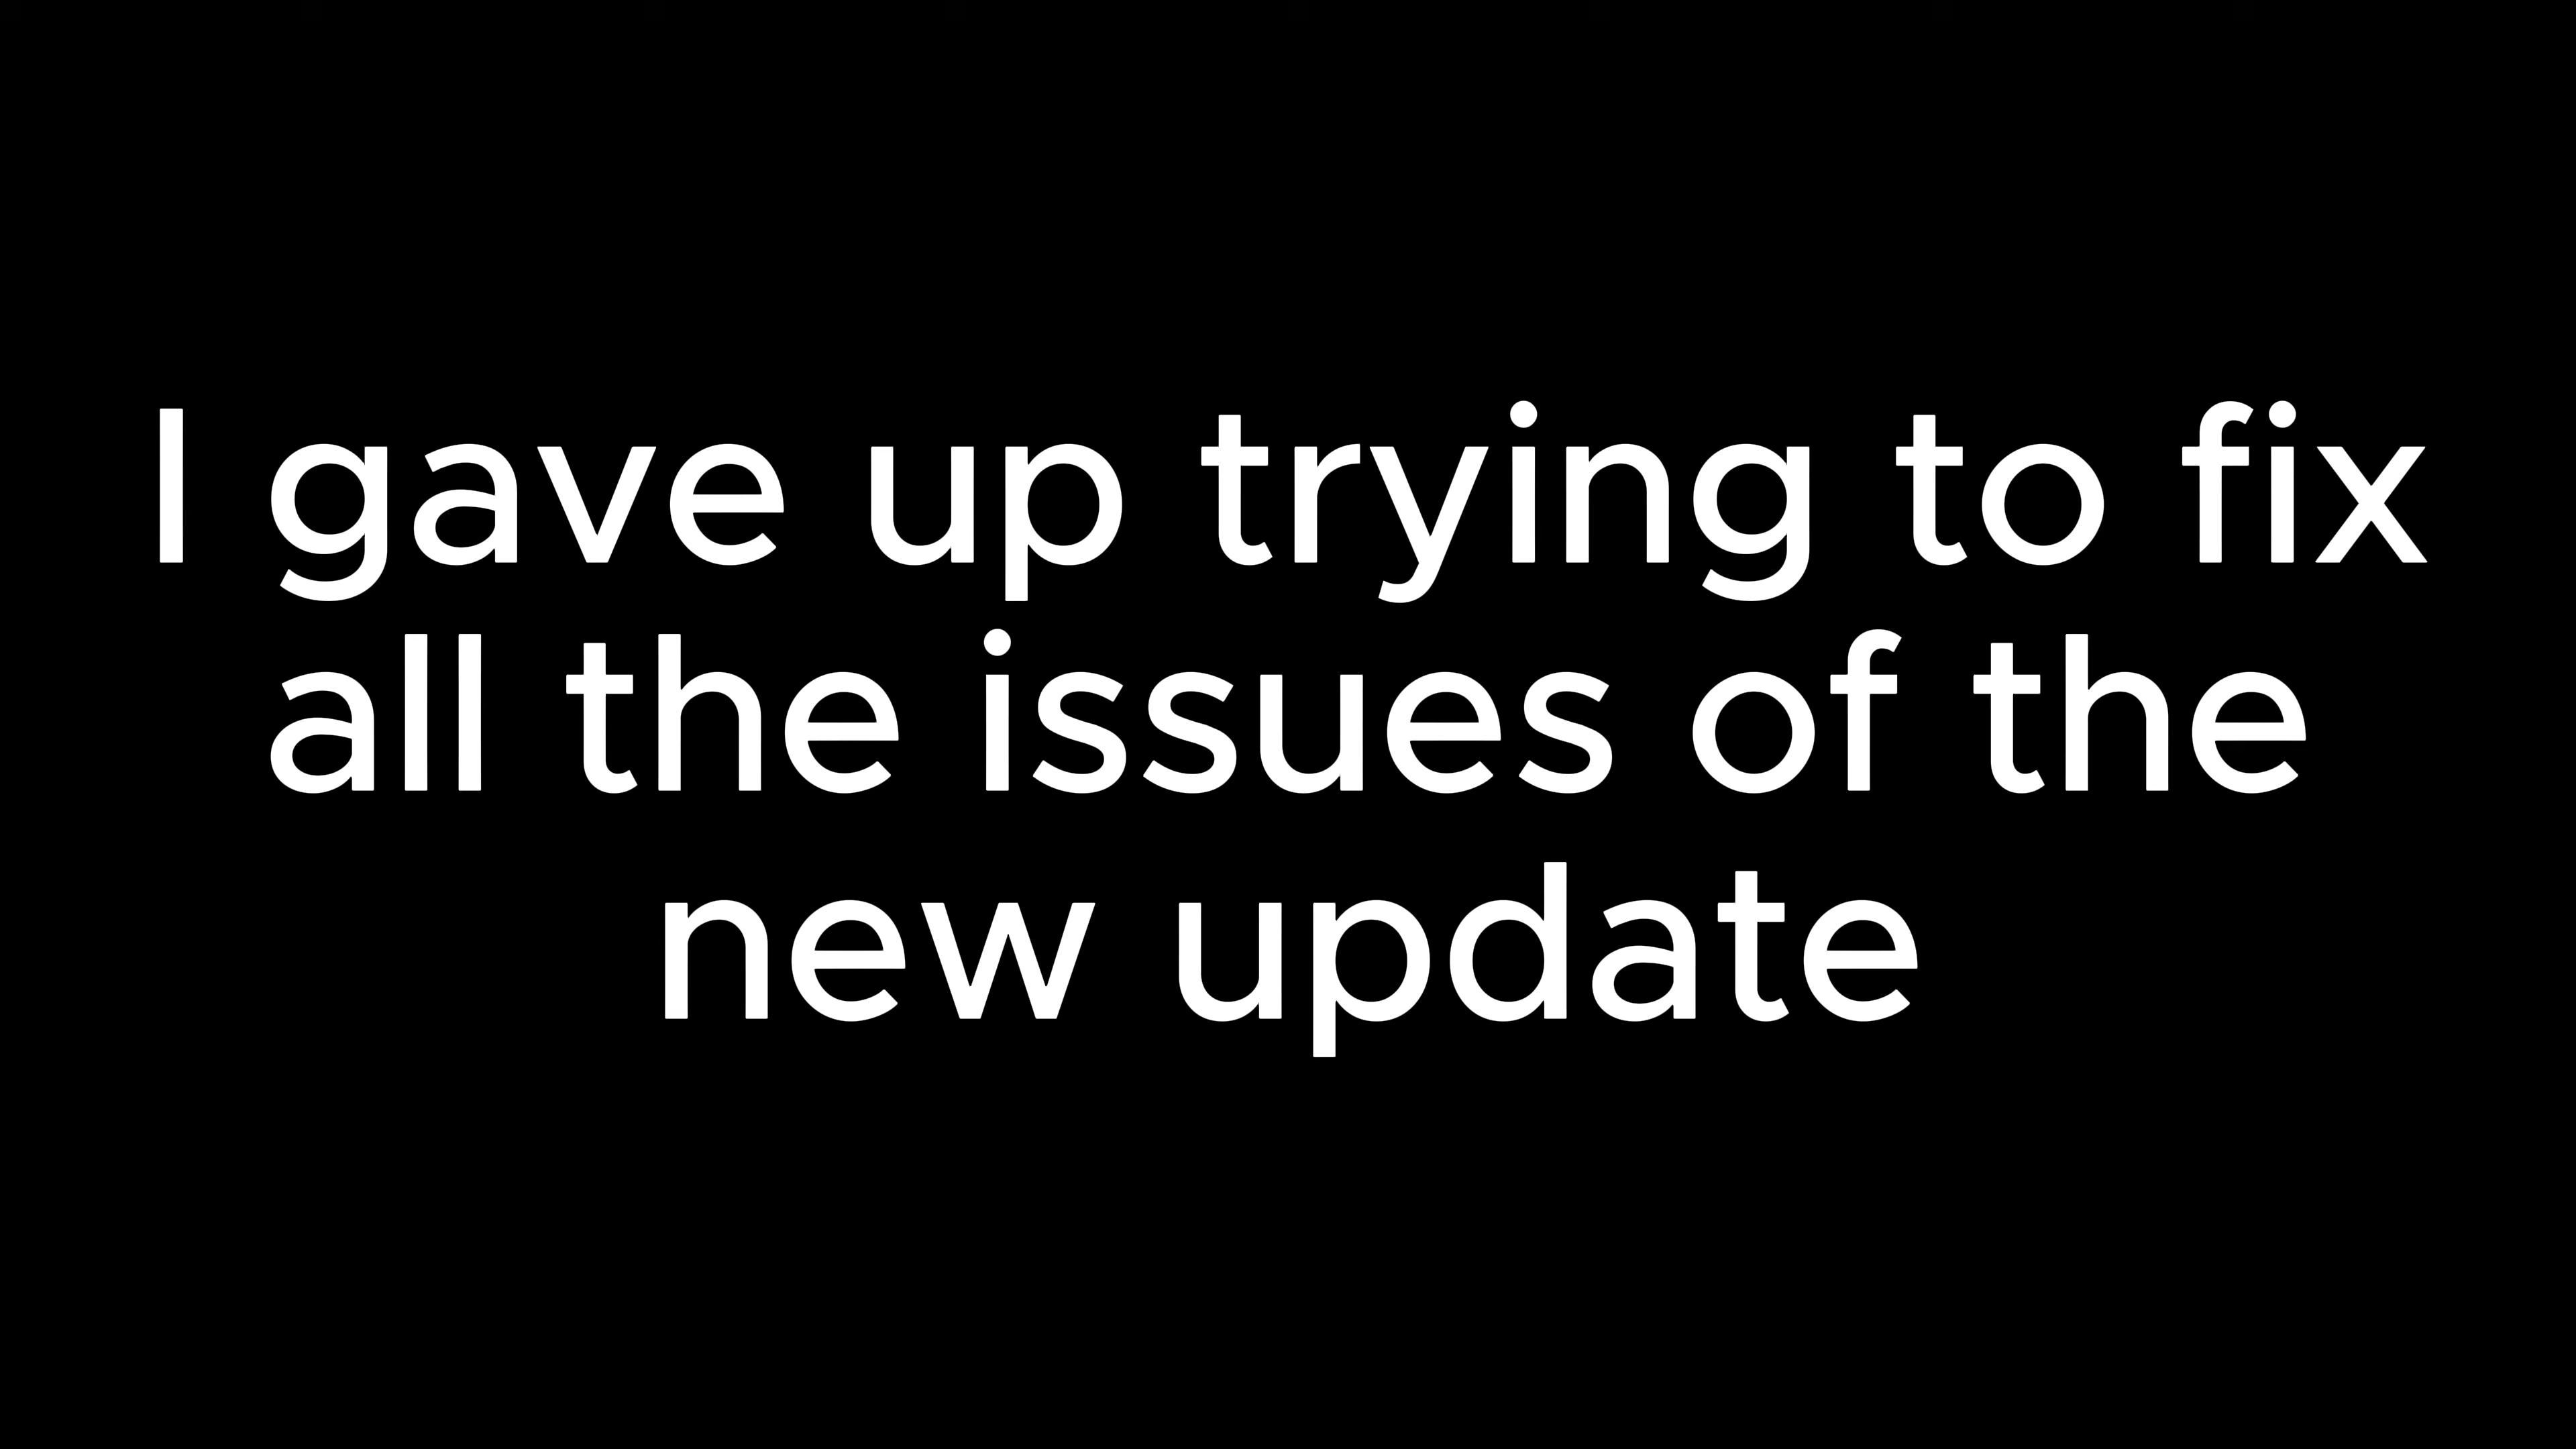 I gave up trying to fix
all the issues of the
new update